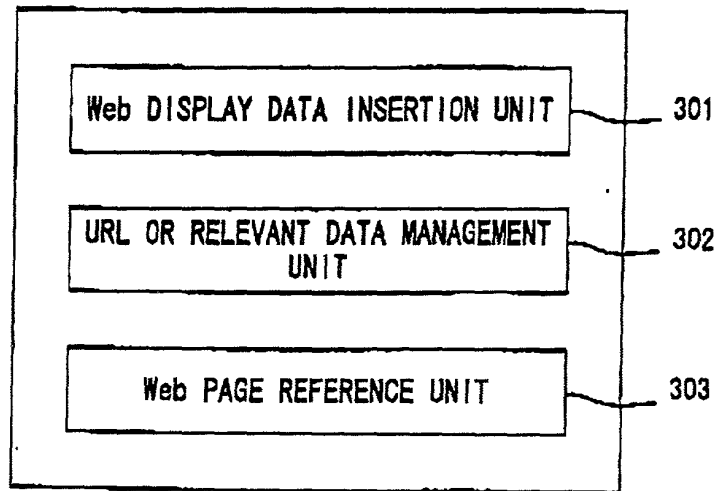 Web DISPLAY DATA INSERTION UNIT 301
URL OR RELEVANT DATA MANAGEMENT
UNIT 302
Web PAGE REFERENCE UNIT 303